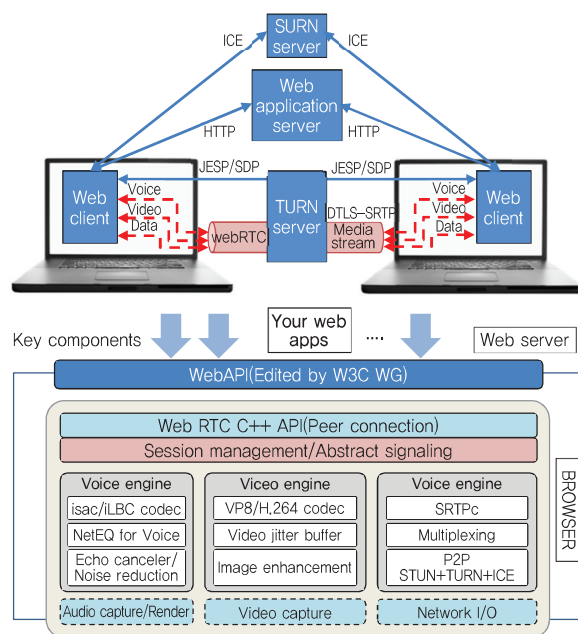 SURN
server
ICE
ICE
Web
application
server
HTTP
HTTP
JESP/SDP
JESP/SDP
Web
client
Voice
Video
Data
webRTC
TURN
server
DTLS-SRTP
Media
stream
Voice
Video
Data
Web
client
Key components
Your web
apps
....
Web server
WebAPI(Edited by W3C WG)
Web RTC C++ API(Peer connection)
Session management/Abstract signaling
Voice engine
isac/iLBC codec
NetEQ for Voice
Echo canceler/
Noise reduction
Audio capture/Render
Viceo engine
VP8/H.264 codec
Video jitter buffer
Image enhancement
Video capture
Voice engine
SRTPc
Multiplexing
P2P
STUN+TURN+ICE
Network I/O
BROWSER